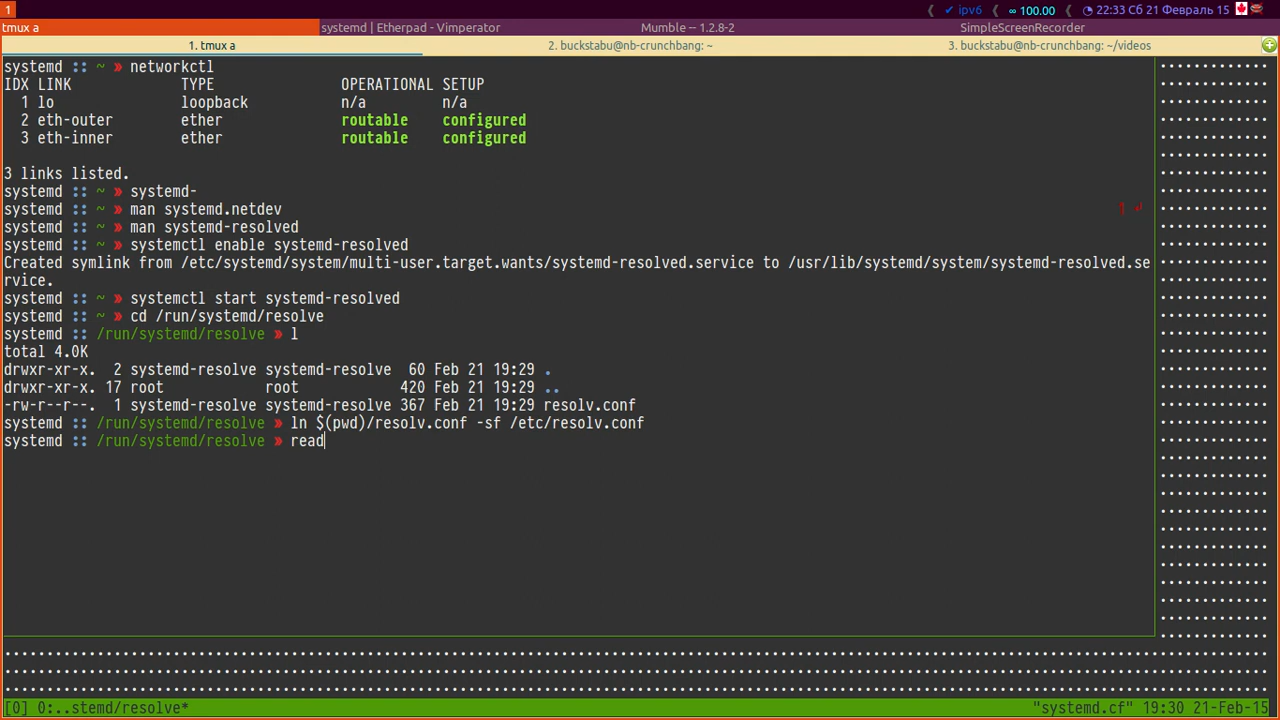 1 ✔ ipv6 ∞ 100.00 22:33 Сб 21 Февраль 15
tmux a systemd | Etherpad - Vimperator Mumble -- 1.2.8-2 SimpleScreenRecorder
1. tmux a 2. buckstabu@nb-crunchbang: ~ 3. buckstabu@nb-crunchbang: ~/videos
systemd :: ~ » networkctl
IDX LINK TYPE OPERATIONAL SETUP
1 lo loopback n/a n/a
2 eth-outer ether routable configured
3 eth-inner ether routable configured
3 links listed.
systemd :: ~ » systemd-
systemd :: ~ » man systemd.netdev 1 ↵
systemd :: ~ » man systemd-resolved
systemd :: ~ » systemctl enable systemd-resolved
Created symlink from /etc/systemd/system/multi-user.target.wants/systemd-resolved.service to /usr/lib/systemd/system/systemd-resolved.se
rvice.
systemd :: ~ » systemctl start systemd-resolved
systemd :: ~ » cd /run/systemd/resolve
systemd :: /run/systemd/resolve » l
total 4.0K
drwxr-xr-x. 2 systemd-resolve systemd-resolve 60 Feb 21 19:29 .
drwxr-xr-x. 17 root root 420 Feb 21 19:29 ..
-rw-r--r--. 1 systemd-resolve systemd-resolve 367 Feb 21 19:29 resolv.conf
systemd :: /run/systemd/resolve » ln $(pwd)/resolv.conf -sf /etc/resolv.conf
systemd :: /run/systemd/resolve » read
[0] 0:..stemd/resolve* "systemd.cf" 19:30 21-Feb-15